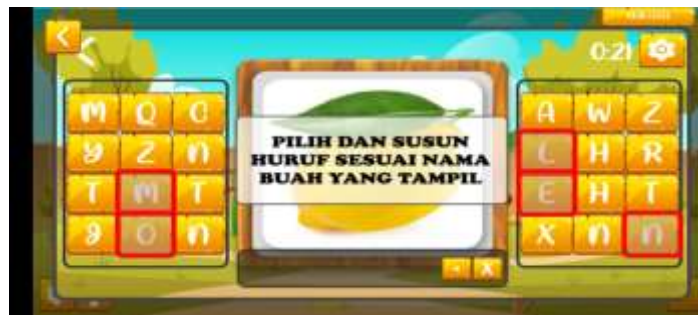 0:21
M Q C
Z N
T M T
O N
PILIH DAN SUSUN
HURUF SESUAI NAMA
BUAH YANG TAMPIL
A W Z
L H R
E H T
X N N
X